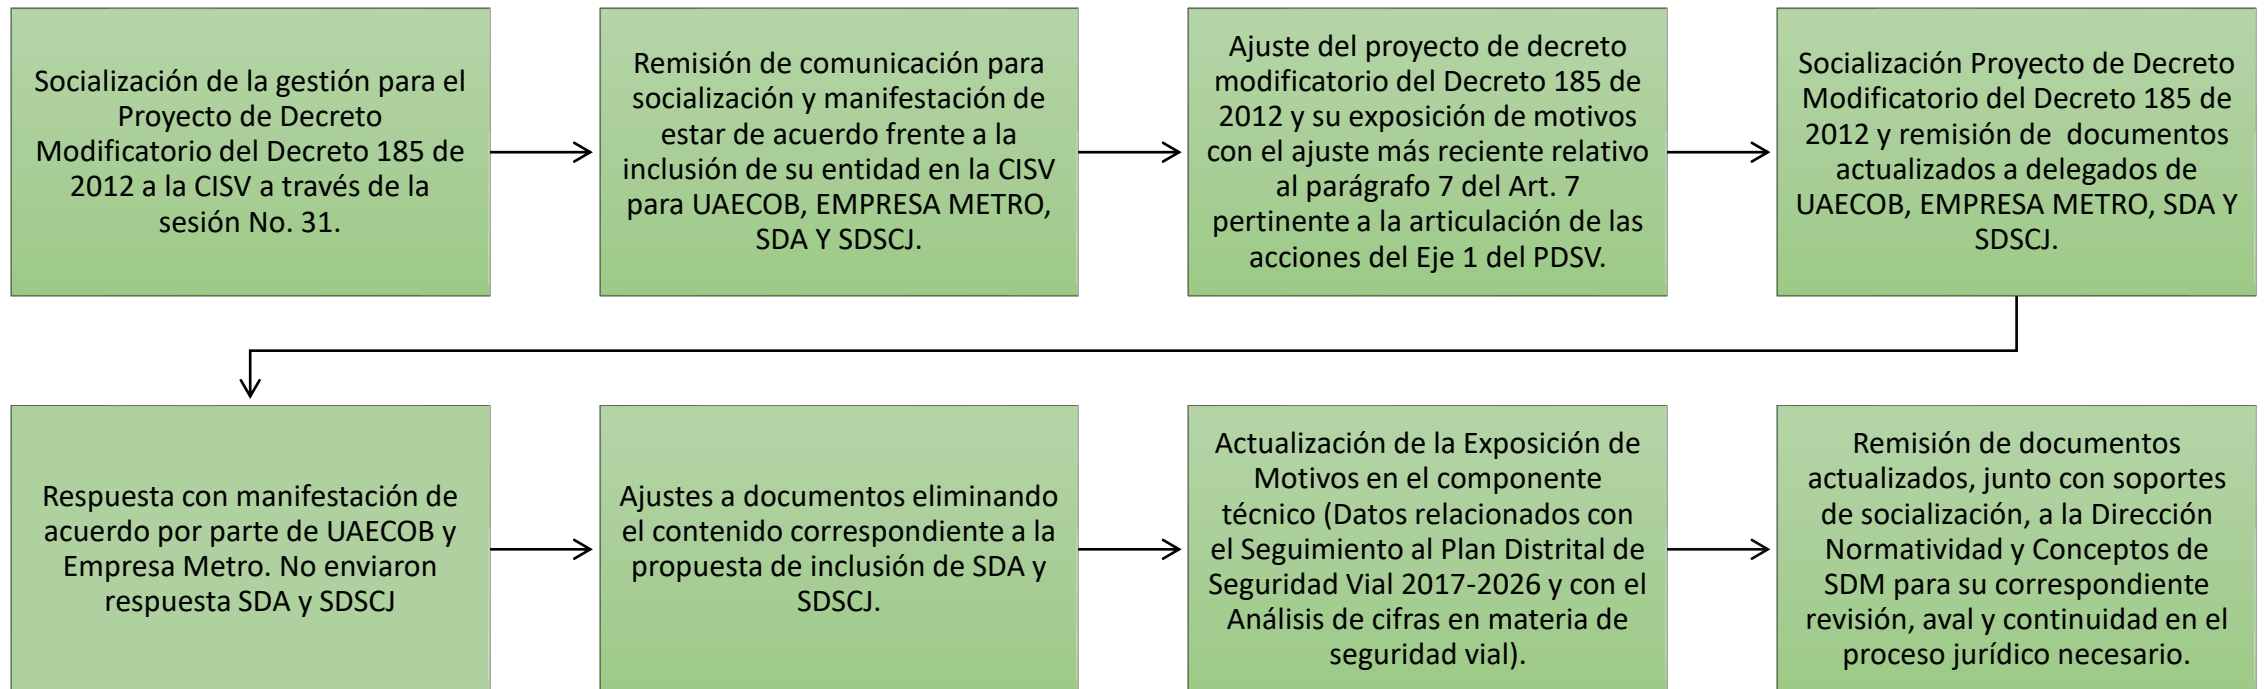 Socialización de la gestión para el
Proyecto de Decreto
Modificatorio del Decreto 185 de
2012 a la CISV a través de la
sesión No. 31.
Remisión de comunicación para
socialización y manifestación de
estar de acuerdo frente a la
inclusión de su entidad en la CISV
para UAECOB, EMPRESA METRO,
SDA Y SDSCJ.
Ajuste del proyecto de decreto
modificatorio del Decreto 185 de
2012 y su exposición de motivos
con el ajuste más reciente relativo
al parágrafo 7 del Art. 7
pertinente a la articulación de las
acciones del Eje 1 del PDSV.
Socialización Proyecto de Decreto
Modificatorio del Decreto 185 de
2012 y remisión de documentos
actualizados a delegados de
UAECOB, EMPRESA METRO, SDA Y
SDSCJ.
Respuesta con manifestación de
acuerdo por parte de UAECOB y
Empresa Metro. No enviaron
respuesta SDA y SDSCJ
Ajustes a documentos eliminando
el contenido correspondiente a la
propuesta de inclusión de SDA y
SDSCJ.
Actualización de la Exposición de
Motivos en el componente
técnico (Datos relacionados con
el Seguimiento al Plan Distrital de
Seguridad Vial 2017-2026 y con el
Análisis de cifras en materia de
seguridad vial).
Remisión de documentos
actualizados, junto con soportes
de socialización, a la Dirección
Normatividad y Conceptos de
SDM para su correspondiente
revisión, aval y continuidad en el
proceso jurídico necesario.